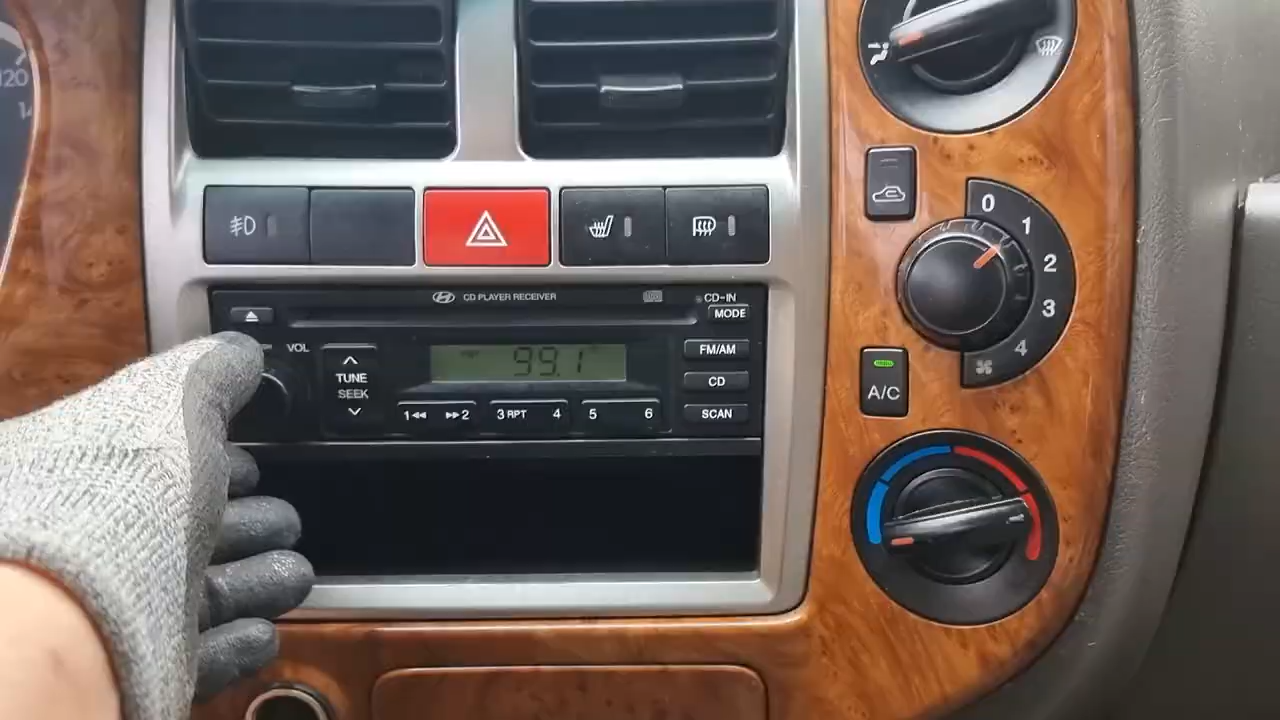 120
0
1
2
3
4
CD PLAYER RECEIVER
CD-IN
MODE
VOL
TUNE
SEEK
99.1
FM/AM
CD
SCAN
1
2
3 RPT
4
5
6
A/C